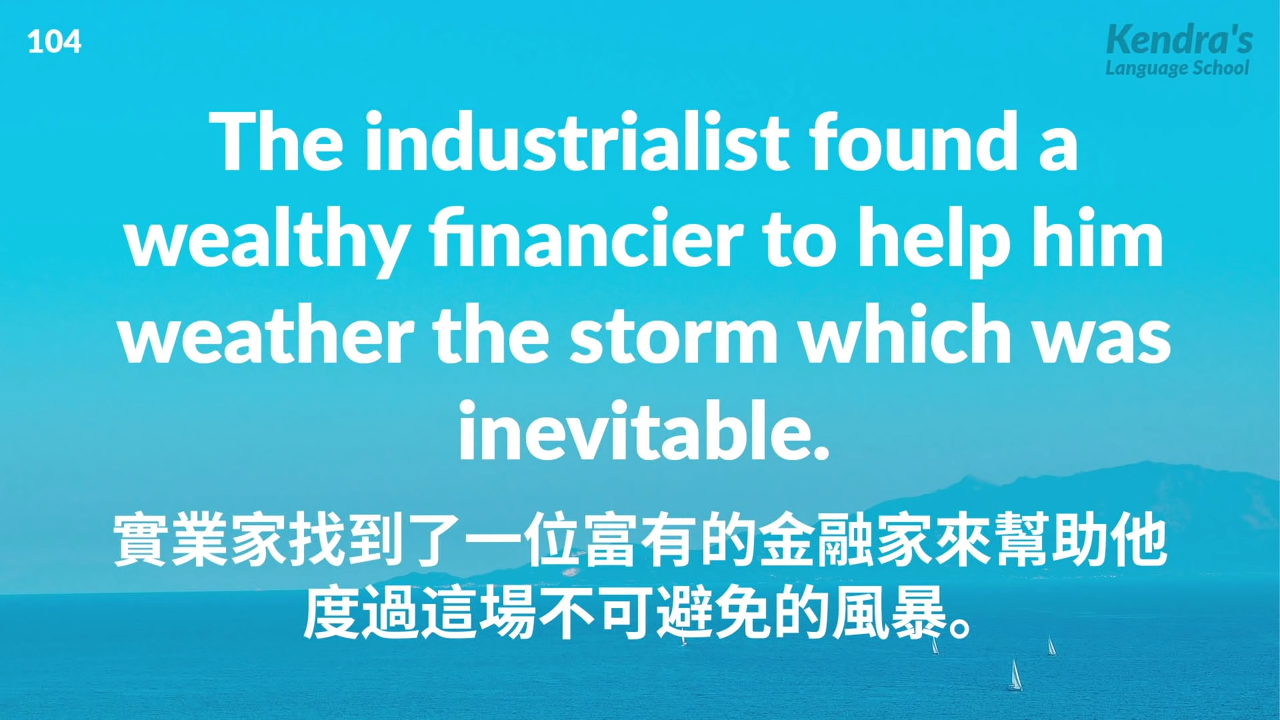 104
Kendra's
Language School
The industrialist found a
wealthy financier to help him
weather the storm which was
inevitable.
實業家找到了一位富有的金融家來幫助他
度過這場不可避免的風暴。